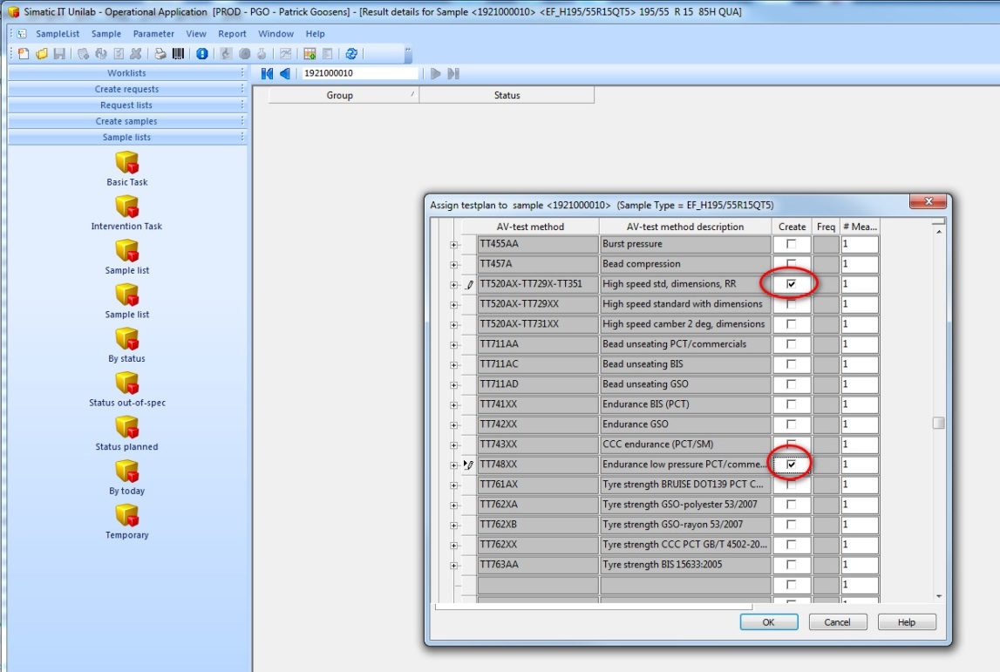 Simatic IT Unilab - Operational Application [PROD - PGO - Patrick Goosens] - [Result details for Sample <1921000010> <EF_H195/55R15QT5> 195/55 R 15 85H QUA]
SampleList Sample Parameter View Report Window Help
Worklists
1921000010
Create requests
Group Status
Request lists
Create samples
Sample lists
Basic Task
Intervention Task
Sample list
Sample list
By status
Status out-of-spec
Status planned
By today
Temporary
Assign testplan to sample <1921000010> (Sample Type = EF_H195/55R15QT5)
AV-test method AV-test method description Create Freq # Mea...
TT455AA Burst pressure 1
TT457A Bead compression 1
TT520AX-TT729X-TT351 High speed std, dimensions, RR 1
TT520AX-TT729XX High speed standard with dimensions 1
TT520AX-TT731XX High speed camber 2 deg, dimensions 1
TT711AA Bead unseating PCT/commercials 1
TT711AC Bead unseating BIS 1
TT711AD Bead unseating GSO 1
TT741XX Endurance BIS (PCT) 1
TT742XX Endurance GSO 1
TT743XX CCC endurance (PCT/SM) 1
TT748XX Endurance low pressure PCT/comme... 1
TT761AX Tyre strength BRUISE DOT139 PCT C... 1
TT762XA Tyre strength GSO-polyester 53/2007 1
TT762XB Tyre strength GSO-rayon 53/2007 1
TT762XX Tyre strength CCC PCT GB/T 4502-20... 1
TT763AA Tyre strength BIS 15633:2005 1
1
OK Cancel Help